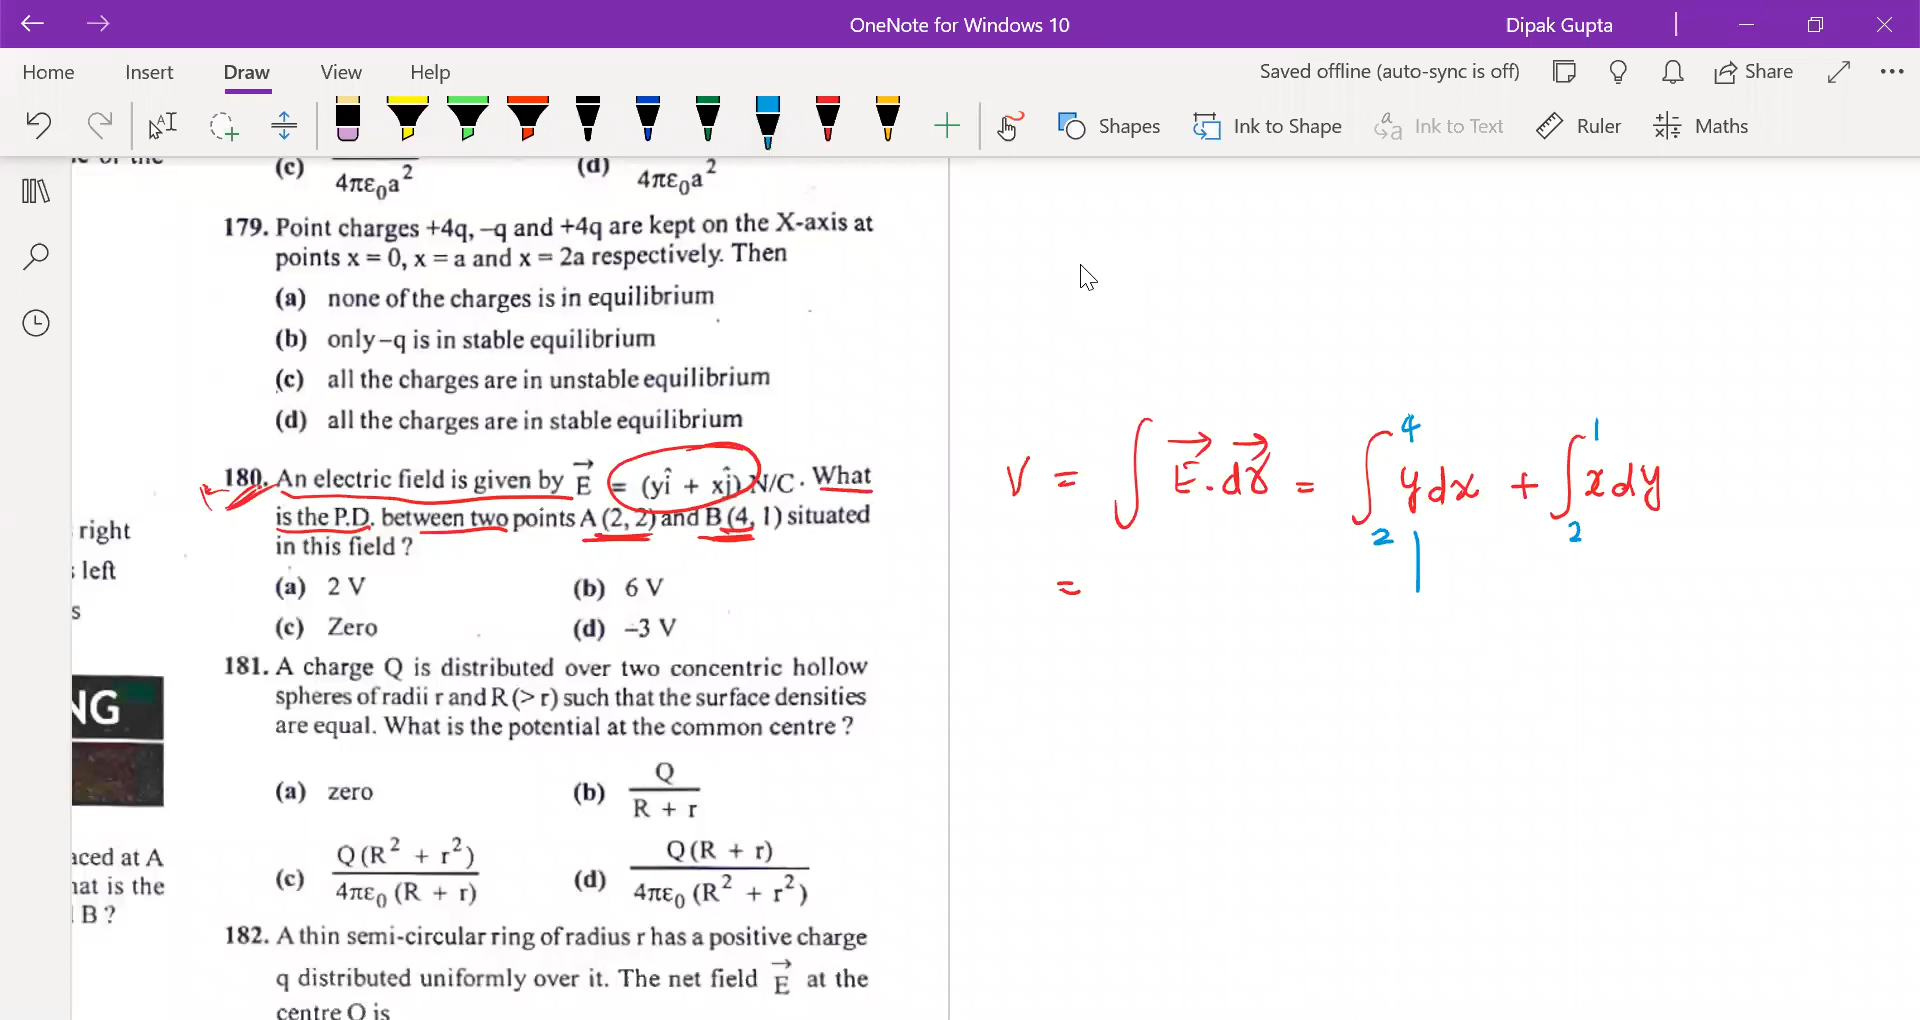 OneNote for Windows 10
Dipak Gupta
Home Insert Draw View Help
Saved offline (auto-sync is off)
Share
Shapes
Ink to Shape
Ink to Text
Ruler
Maths
(c) 4πε₀a²
(d) 4πε₀a²
179. Point charges +4q, –q and +4q are kept on the X-axis at
points x = 0, x = a and x = 2a respectively. Then
(a) none of the charges is in equilibrium
(b) only –q is in stable equilibrium
(c) all the charges are in unstable equilibrium
(d) all the charges are in stable equilibrium
180. An electric field is given by E⃗ = (yî + xĵ) N/C. What
is the P.D. between two points A (2, 2) and B (4, 1) situated
in this field ?
(a) 2 V (b) 6 V
(c) Zero (d) –3 V
181. A charge Q is distributed over two concentric hollow
spheres of radii r and R (> r) such that the surface densities
are equal. What is the potential at the common centre ?
(a) zero (b) Q / R + r
(c) Q (R² + r²) / 4πε₀ (R + r) (d) Q (R + r) / 4πε₀ (R² + r²)
182. A thin semi-circular ring of radius r has a positive charge
q distributed uniformly over it. The net field E⃗ at the
centre O is
right
left
s
NG
aced at A
hat is the
B ?
V = ∫ E⃗.dr⃗ = ∫₂⁴ y dx + ∫₂¹ x dy
=